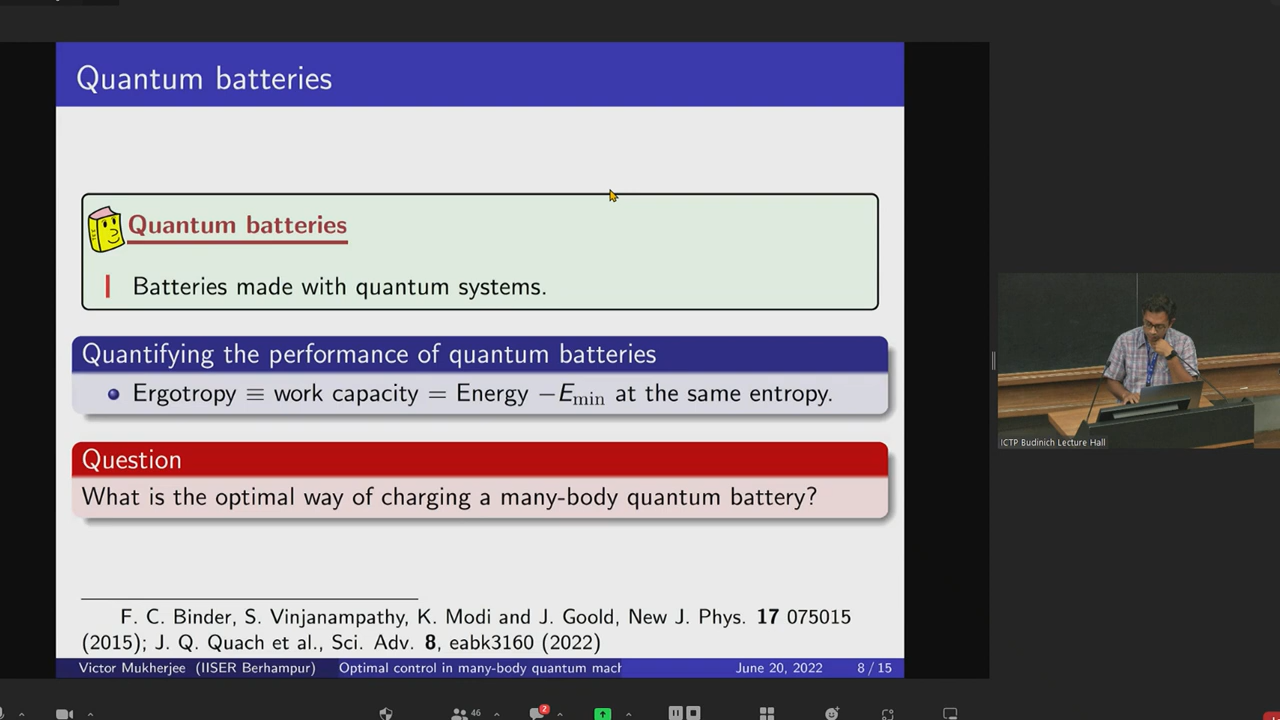 Quantum batteries
Quantum batteries
Batteries made with quantum systems.
Quantifying the performance of quantum batteries
Ergotropy ≡ work capacity = Energy −E_min at the same entropy.
Question
What is the optimal way of charging a many-body quantum battery?
F. C. Binder, S. Vinjanampathy, K. Modi and J. Goold, New J. Phys. 17 075015
(2015); J. Q. Quach et al., Sci. Adv. 8, eabk3160 (2022)
Victor Mukherjee (IISER Berhampur) Optimal control in many-body quantum mach June 20, 2022 8 / 15
ICTP Budinich Lecture Hall
46
2